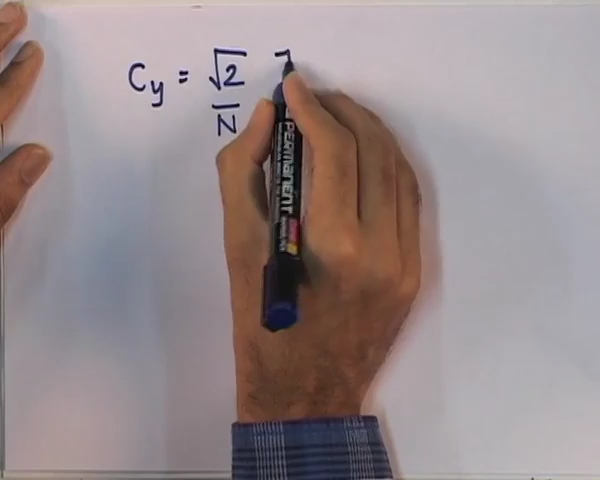 Cy = √2
N
PERMANENT